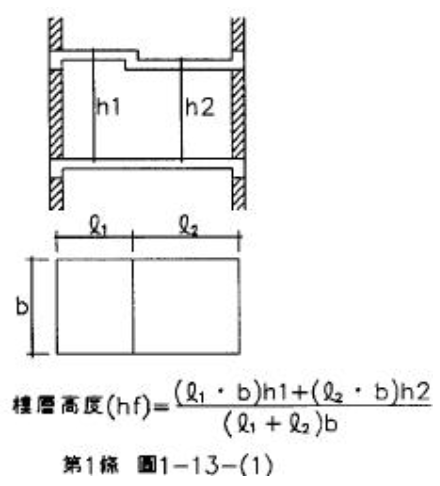 h1 h2
ℓ₁ ℓ₂
b
樓層高度(hf)=(ℓ₁・b)h1+(ℓ₂・b)h2/(ℓ₁+ℓ₂)b
第1條 圖1-13-(1)